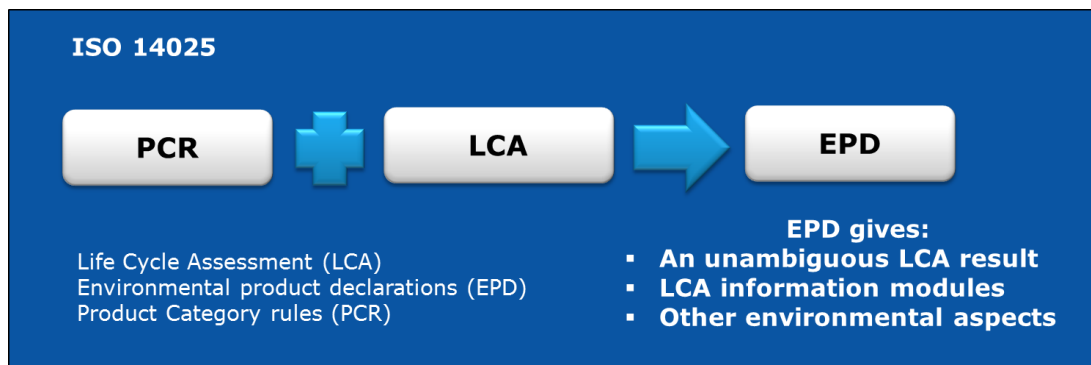 ISO 14025
PCR
LCA
EPD
Life Cycle Assessment (LCA)
Environmental product declarations (EPD)
Product Category rules (PCR)
EPD gives:
▪ An unambiguous LCA result
▪ LCA information modules
▪ Other environmental aspects